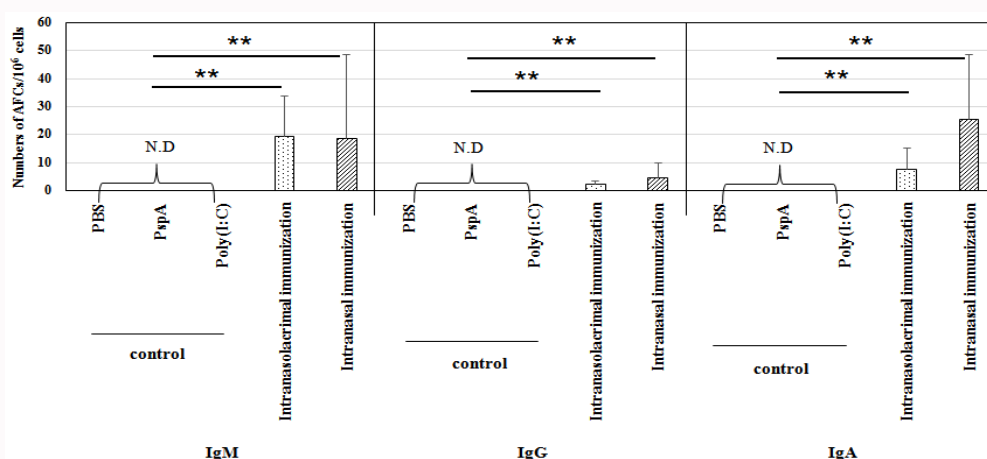 Numbers of AFCs/10⁶ cells
60
50
40
30
20
10
0
**
**
N.D
PBS
PspA
Poly(I:C)
Intranasolacrimal immunization
Intranasal immunization
control
IgM
**
**
N.D
PBS
PspA
Poly(I:C)
Intranasolacrimal immunization
Intranasal immunization
control
IgG
**
**
N.D
PBS
PspA
Poly(I:C)
Intranasolacrimal immunization
Intranasal immunization
control
IgA